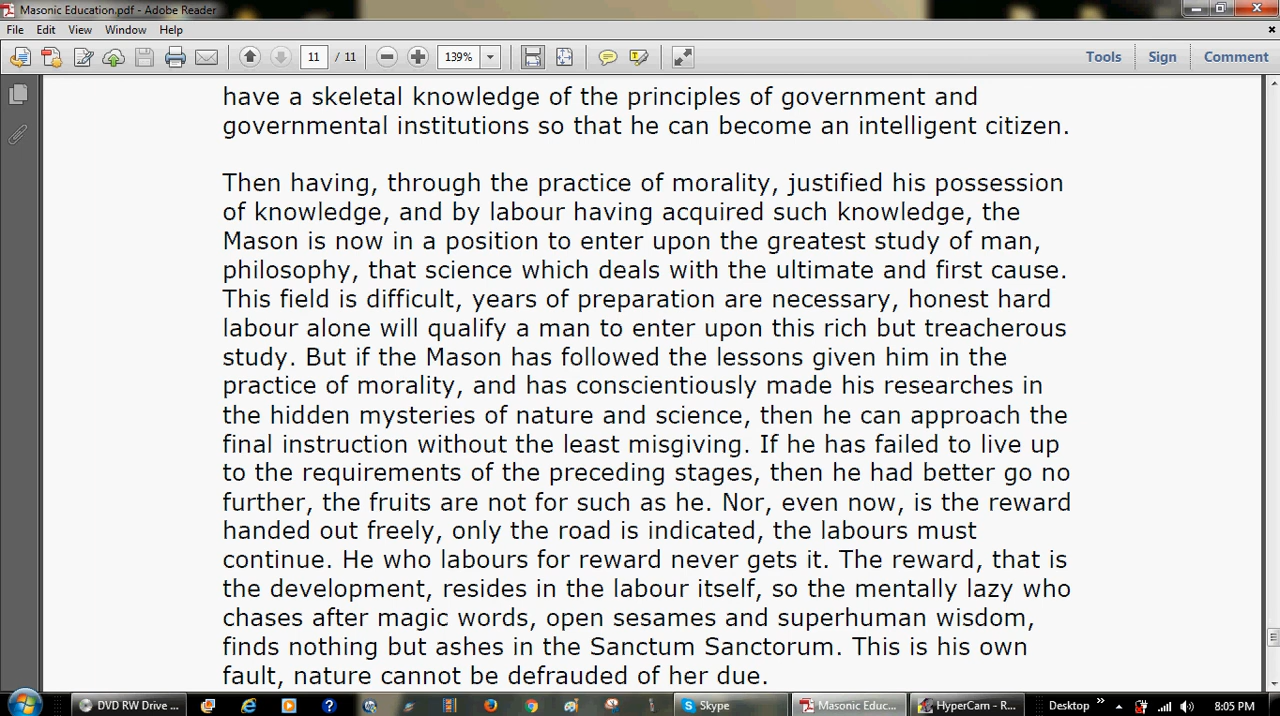 Masonic Education.pdf - Adobe Reader
File Edit View Window Help
11 / 11 139% Tools Sign Comment
have a skeletal knowledge of the principles of government and
governmental institutions so that he can become an intelligent citizen.
Then having, through the practice of morality, justified his possession
of knowledge, and by labour having acquired such knowledge, the
Mason is now in a position to enter upon the greatest study of man,
philosophy, that science which deals with the ultimate and first cause.
This field is difficult, years of preparation are necessary, honest hard
labour alone will qualify a man to enter upon this rich but treacherous
study. But if the Mason has followed the lessons given him in the
practice of morality, and has conscientiously made his researches in
the hidden mysteries of nature and science, then he can approach the
final instruction without the least misgiving. If he has failed to live up
to the requirements of the preceding stages, then he had better go no
further, the fruits are not for such as he. Nor, even now, is the reward
handed out freely, only the road is indicated, the labours must
continue. He who labours for reward never gets it. The reward, that is
the development, resides in the labour itself, so the mentally lazy who
chases after magic words, open sesames and superhuman wisdom,
finds nothing but ashes in the Sanctum Sanctorum. This is his own
fault, nature cannot be defrauded of her due.
DVD RW Drive ... Skype Masonic Educ... HyperCam - R... Desktop 8:05 PM